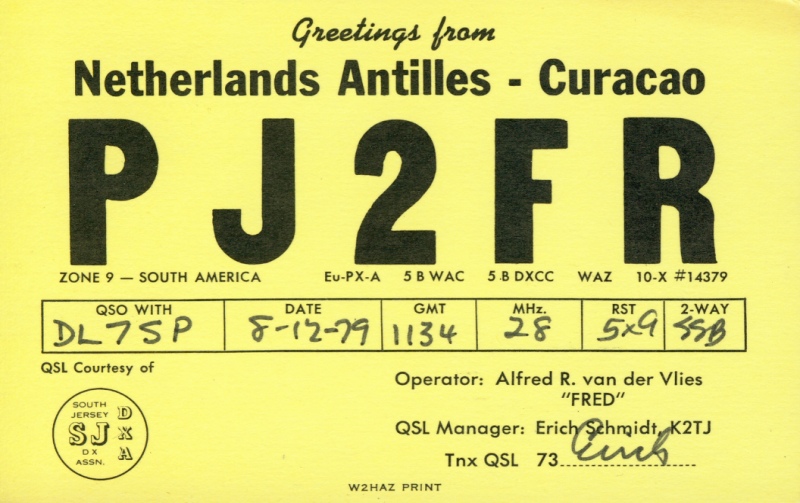 Greetings from
Netherlands Antilles - Curacao
PJ2FR
ZONE 9 — SOUTH AMERICA Eu-PX-A 5 B WAC 5 B DXCC WAZ 10-X #14379
QSO WITH DATE GMT MHz. RST 2-WAY
DL7SP 8-12-79 1134 28 5x9 SSB
QSL Courtesy of
Operator: Alfred R. van der Vlies
"FRED"
SOUTH
JERSEY
SJ
DX
ASSN.
DXA
QSL Manager: Erich Schmidt, K2TJ
Tnx QSL 73 Erich
W2HAZ PRINT